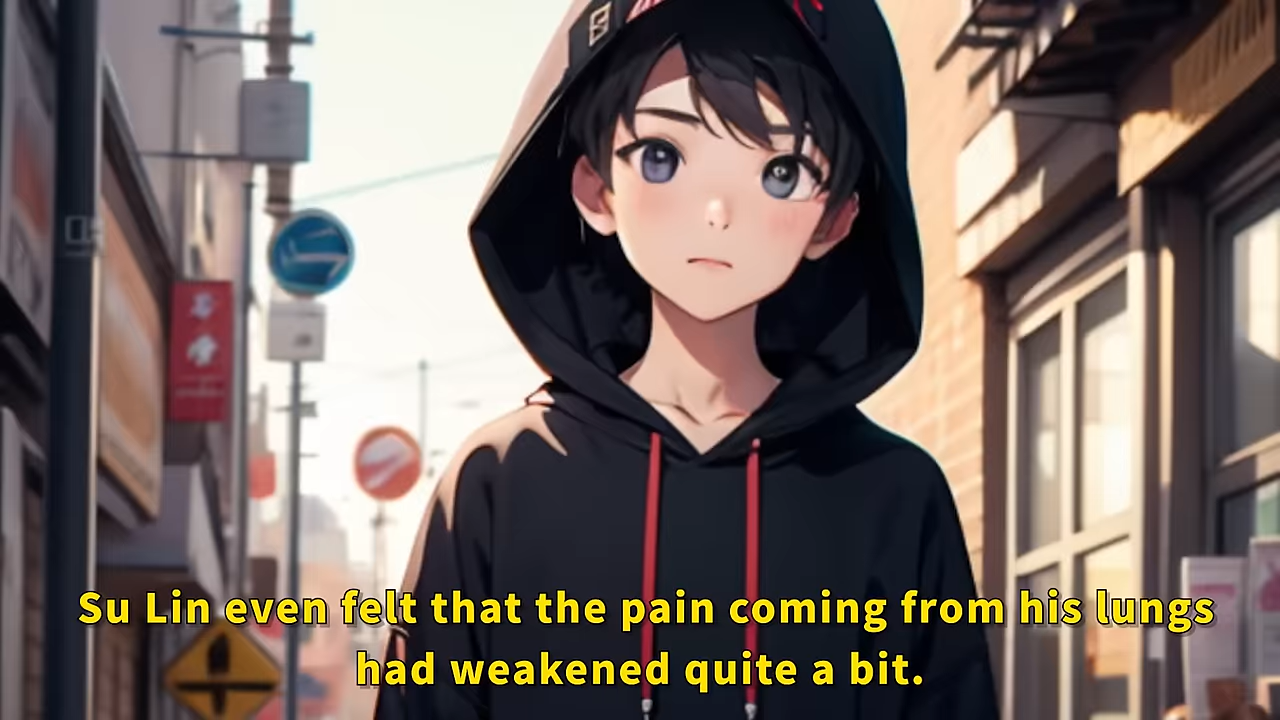 Su Lin even felt that the pain coming from his lungs
had weakened quite a bit.